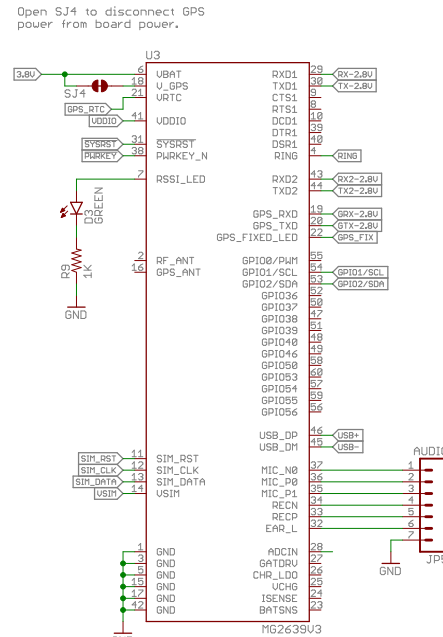 Open SJ4 to disconnect GPS
power from board power.
U3
3.8V
SJ4
GPS_RTC
VDDIO
SYSRST
PWRKEY
6 VBAT
18 V_GPS
21 VRTC
41 VDDIO
31 SYSRST
38 PWRKEY_N
7 RSSI_LED
D3
GREEN
R9
1K
GND
2 RF_ANT
16 GPS_ANT
SIM_RST 11 SIM_RST
SIM_CLK 12 SIM_CLK
SIM_DATA 13 SIM_DATA
VSIM 14 VSIM
1 GND
3 GND
5 GND
15 GND
17 GND
42 GND
RXD1 29 RX-2.8V
TXD1 30 TX-2.8V
CTS1 9
RTS1 8
DCD1 10
DTR1 39
DSR1 40
RING 4 RING
RXD2 43 RX2-2.8V
TXD2 44 TX2-2.8V
GPS_RXD 19 GRX-2.8V
GPS_TXD 20 GTX-2.8V
GPS_FIXED_LED 22 GPS_FIX
GPIO0/PWM 55
GPIO1/SCL 54 GPIO1/SCL
GPIO2/SDA 53 GPIO2/SDA
GPIO36 52
GPIO37 50
GPIO38 47
GPIO39 51
GPIO40 48
GPIO46 49
GPIO50 58
GPIO53 60
GPIO54 57
GPIO55 59
GPIO56 56
USB_DP 46 USB+
USB_DM 45 USB-
AUDIO
MIC_N0 37 1
MIC_P0 36 2
MIC_P1 35 3
RECN 34 4
RECP 33 5
EAR_L 32 6
7
GND
JP5
ADCIN 28
GATDRV 27
CHR_LDO 26
VCHG 25
ISENSE 24
BATSNS 23
MG2639V3